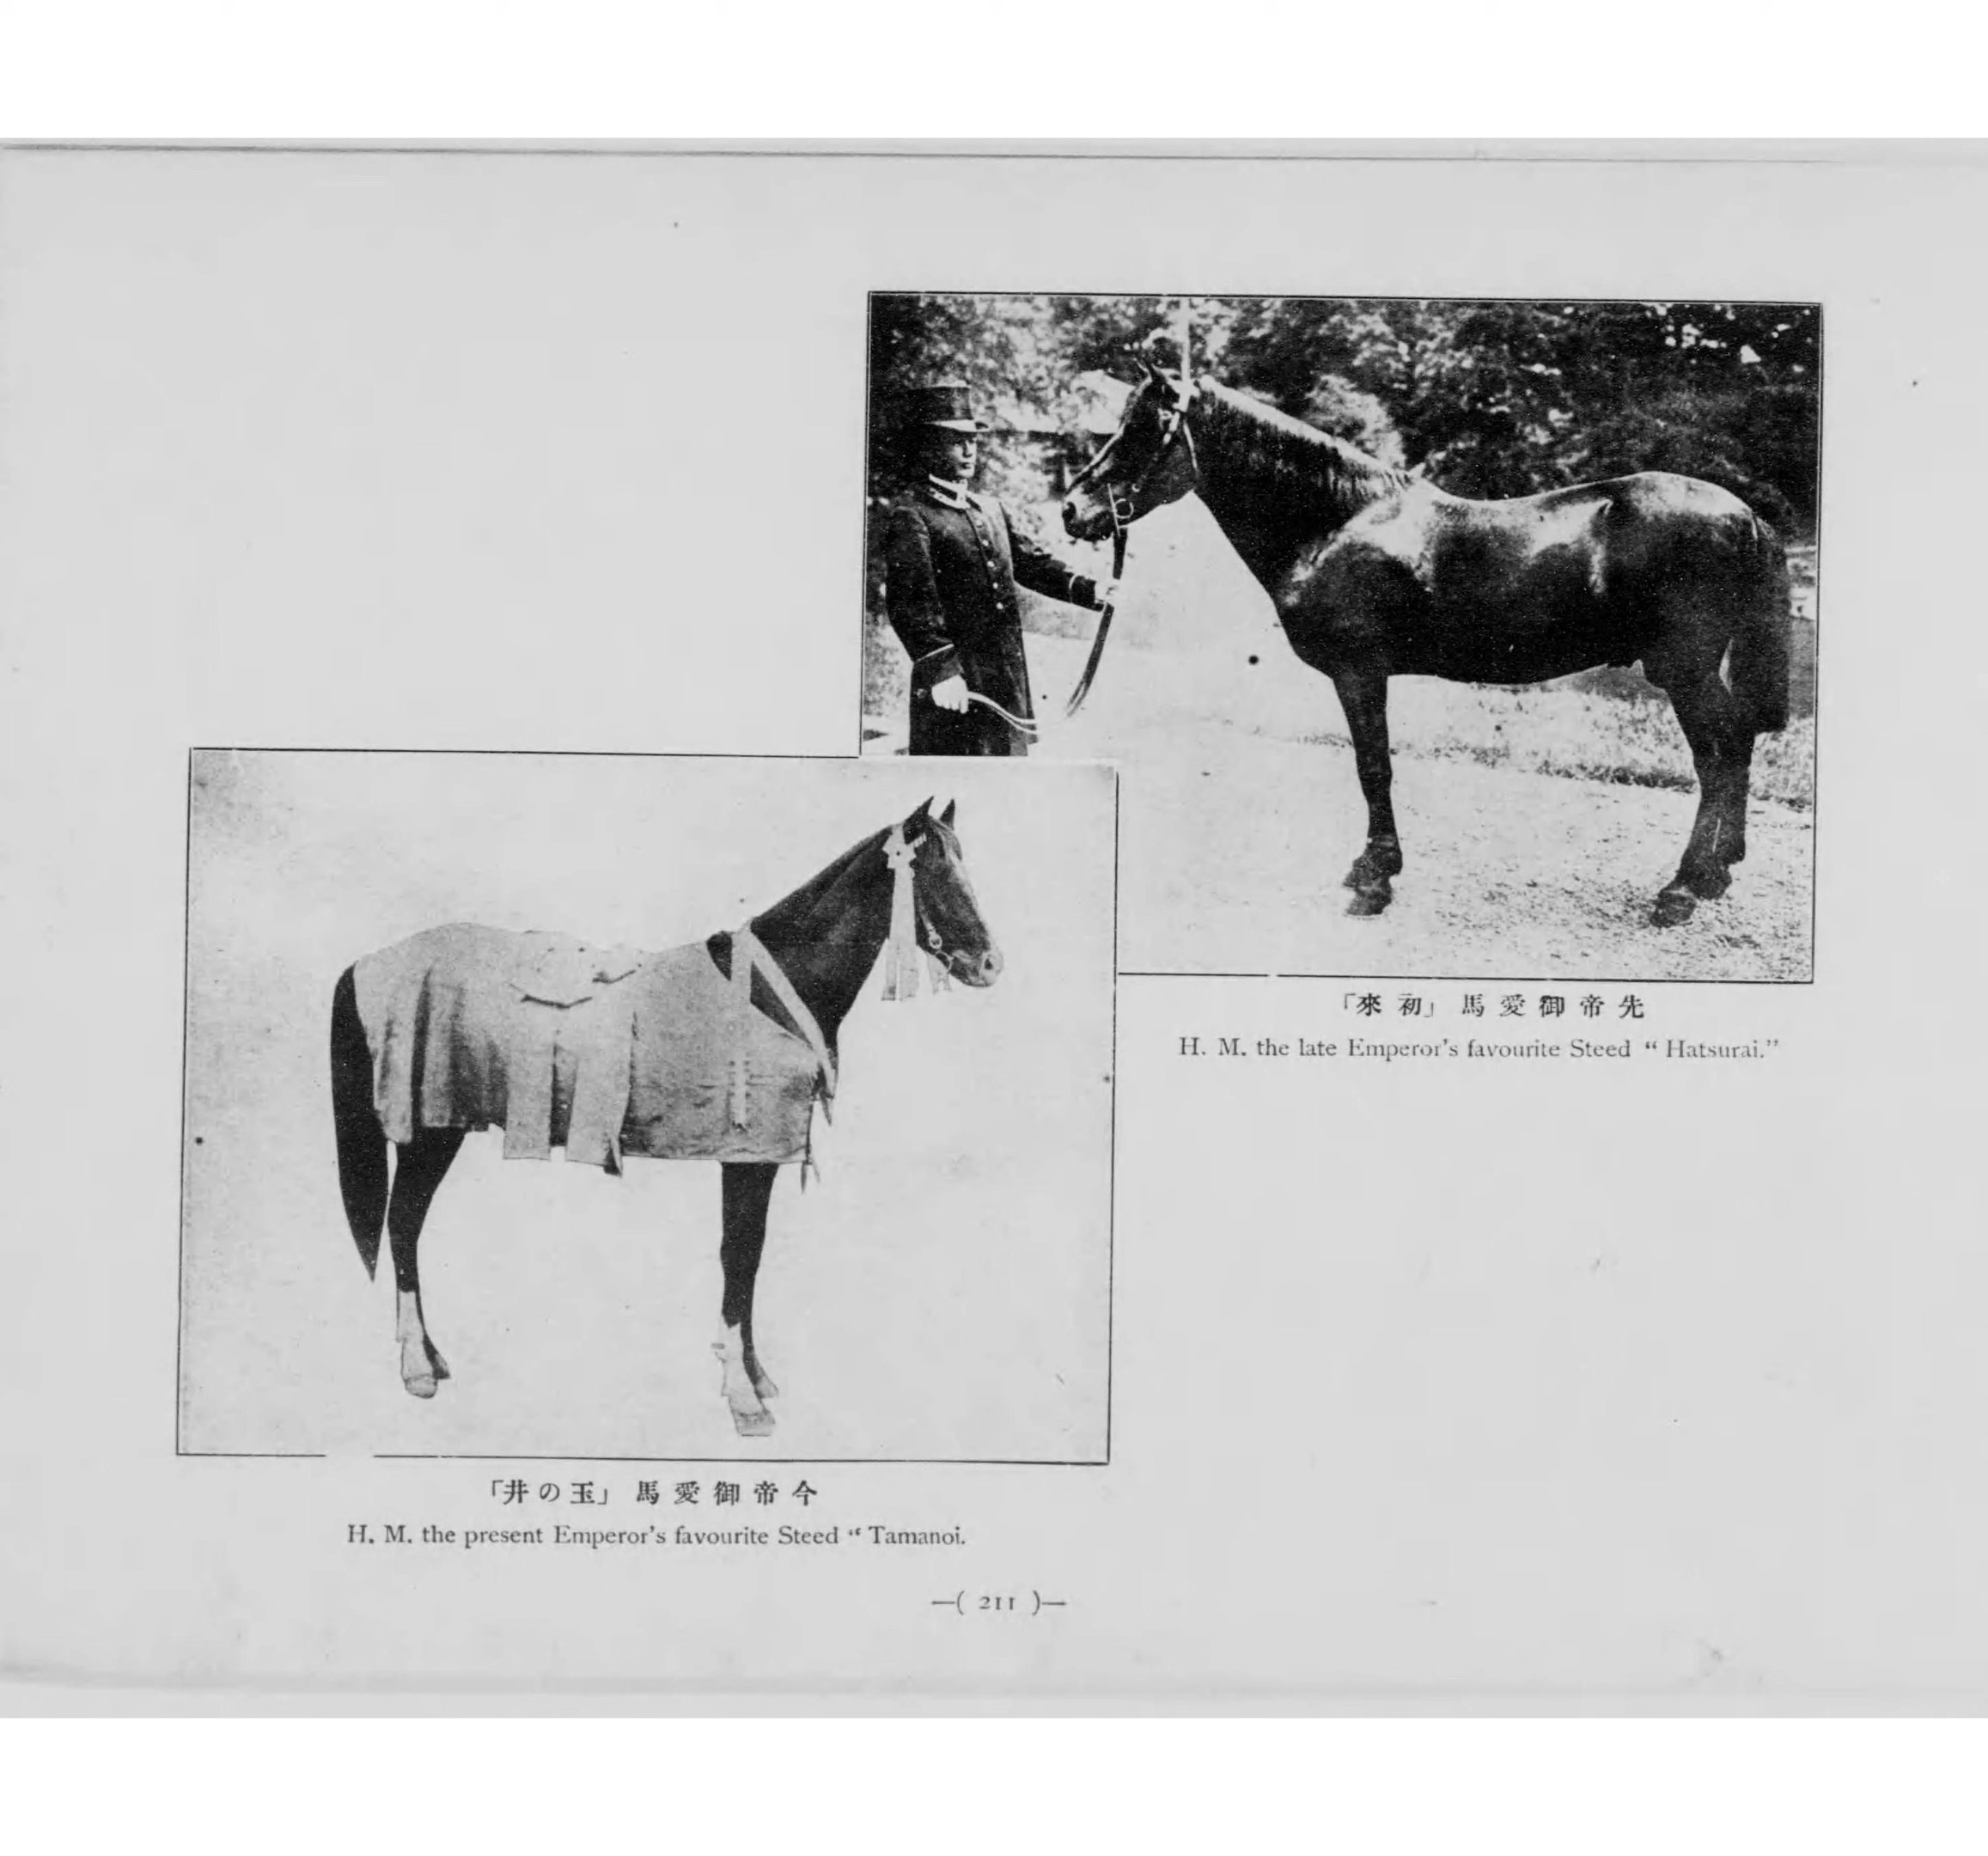 先帝御愛馬「初來」
H. M. the late Emperor's favourite Steed “ Hatsurai.”
今帝御愛馬「玉の井」
H. M. the present Emperor's favourite Steed “ Tamanoi.
—( 211 )—